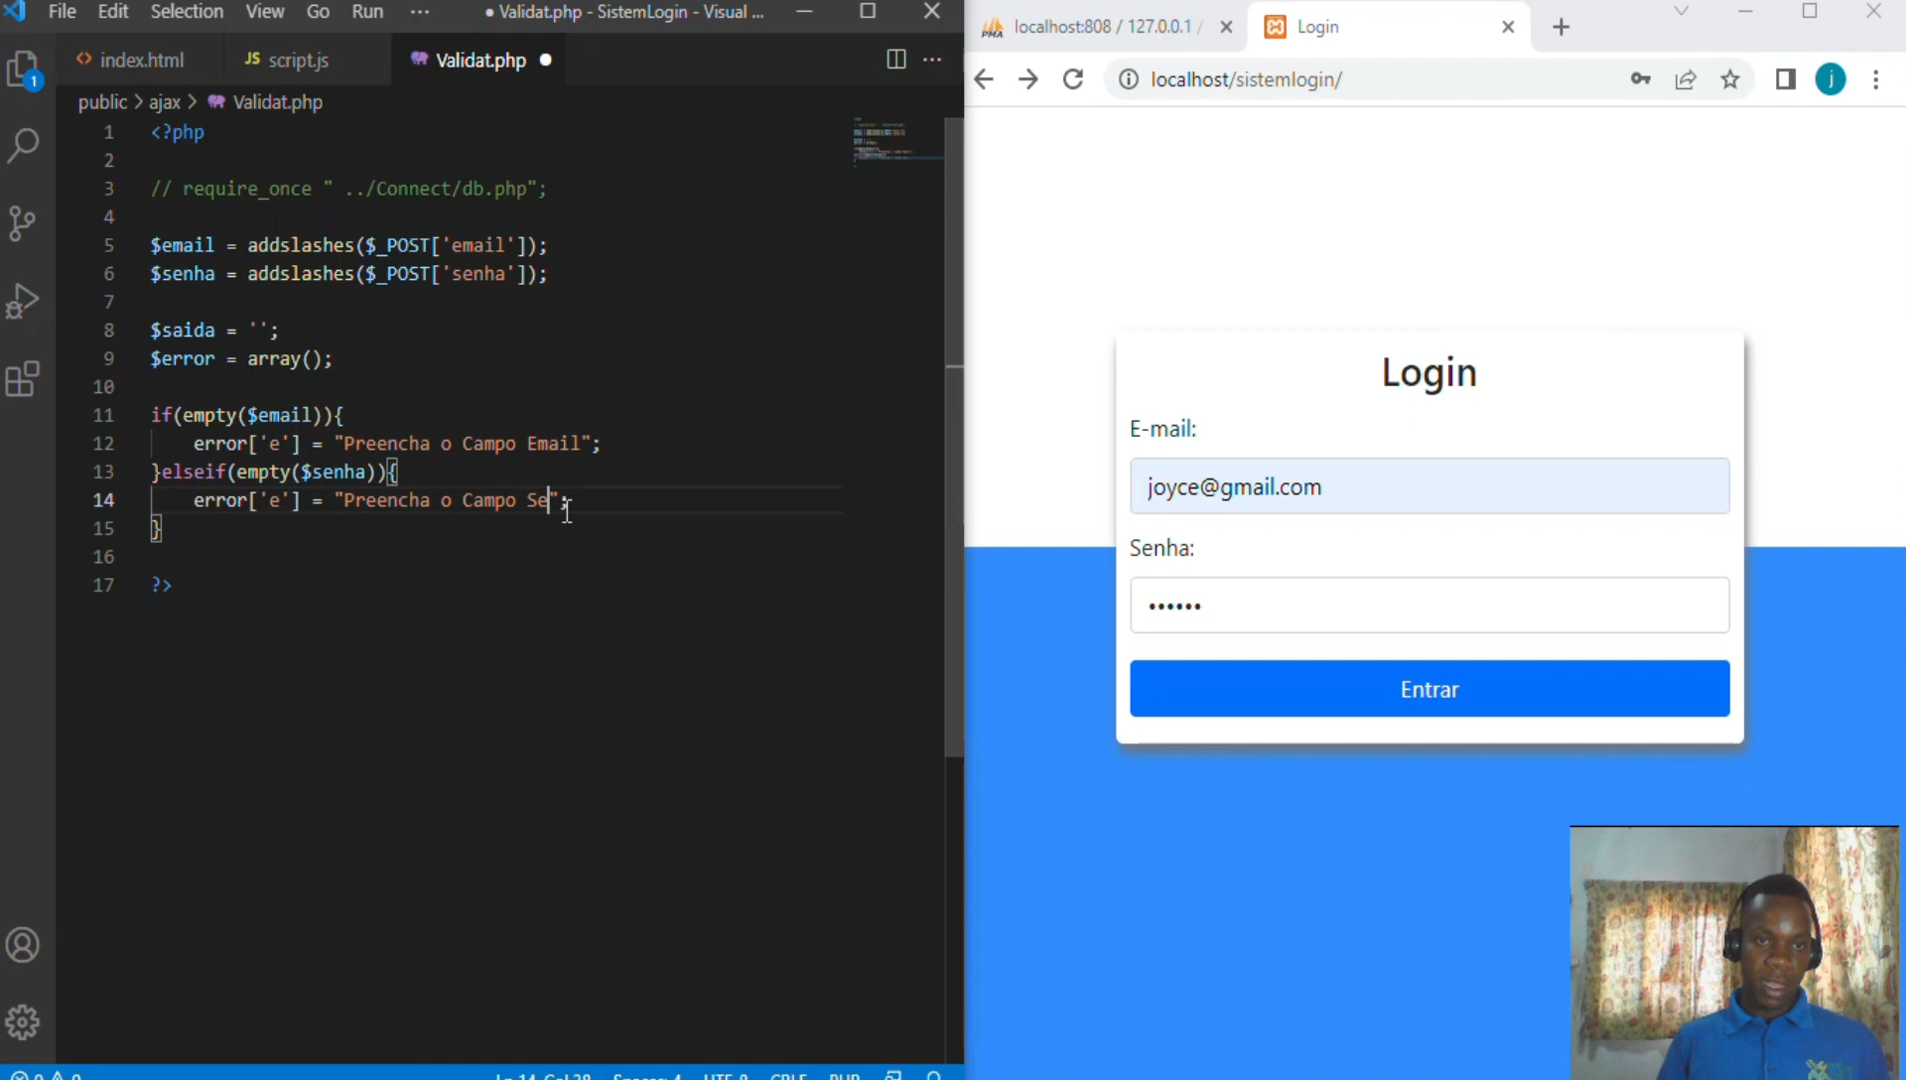 File Edit Selection View Go Run ··· ● Validat.php - SistemLogin - Visual ...
index.html JS script.js Validat.php ●
public > ajax > Validat.php
1 <?php
2
3 // require_once " ../Connect/db.php";
4
5 $email = addslashes($_POST['email']);
6 $senha = addslashes($_POST['senha']);
7
8 $saida = '';
9 $error = array();
10
11 if(empty($email)){
12 error['e'] = "Preencha o Campo Email";
13 }elseif(empty($senha)){
14 error['e'] = "Preencha o Campo Se";
15 }
16
17 ?>
1
localhost:808 / 127.0.0.1 /
Login
localhost/sistemlogin/
j
Login
E-mail:
joyce@gmail.com
Senha:
••••••
Entrar